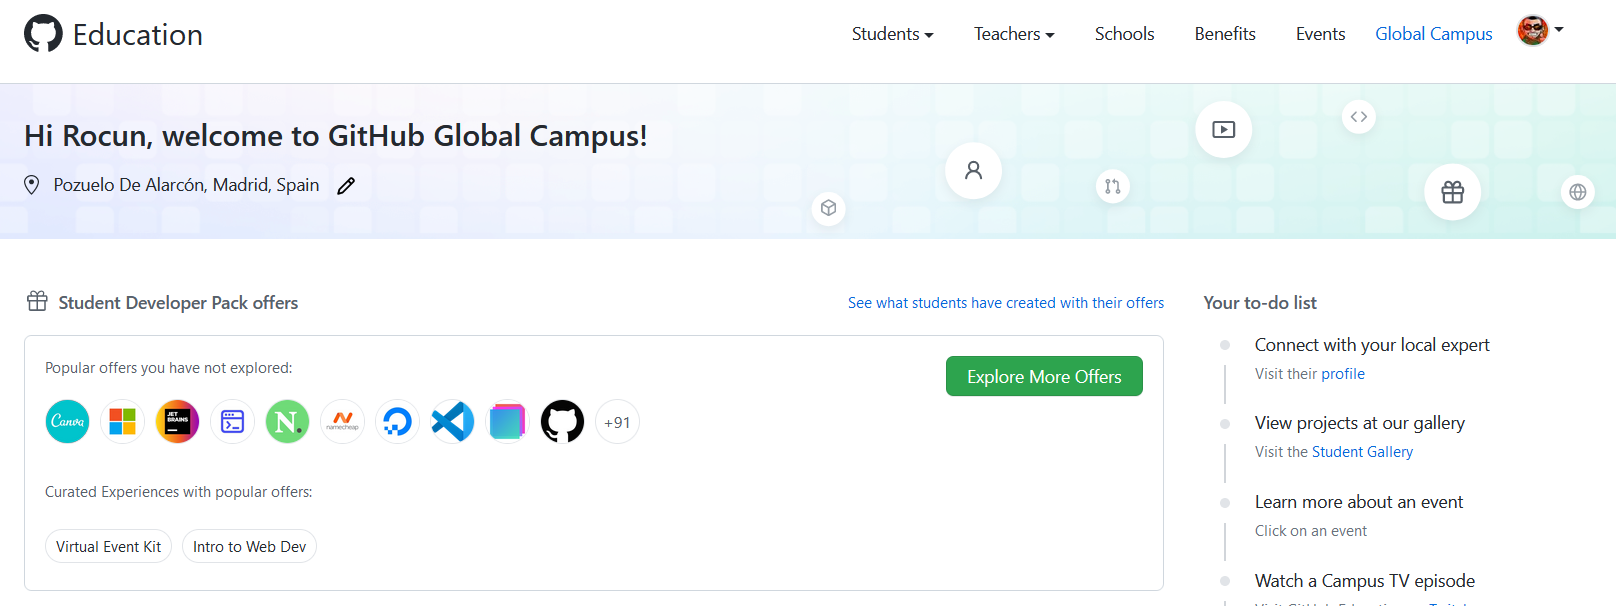 Education
Students
Teachers
Schools
Benefits
Events
Global Campus
Hi Rocun, welcome to GitHub Global Campus!
Pozuelo De Alarcón, Madrid, Spain
Student Developer Pack offers
See what students have created with their offers
Popular offers you have not explored:
Explore More Offers
Canva
JET
BRAINS
N.
namecheap
+91
Curated Experiences with popular offers:
Virtual Event Kit
Intro to Web Dev
Your to-do list
Connect with your local expert
Visit their profile
View projects at our gallery
Visit the Student Gallery
Learn more about an event
Click on an event
Watch a Campus TV episode